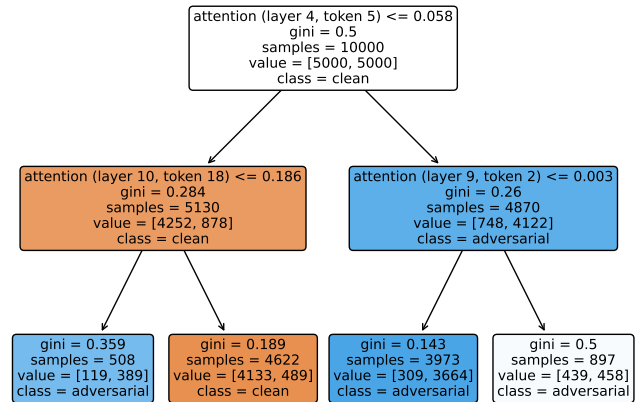 attention (layer 4, token 5) <= 0.058
gini = 0.5
samples = 10000
value = [5000, 5000]
class = clean
attention (layer 10, token 18) <= 0.186
gini = 0.284
samples = 5130
value = [4252, 878]
class = clean
attention (layer 9, token 2) <= 0.003
gini = 0.26
samples = 4870
value = [748, 4122]
class = adversarial
gini = 0.359
samples = 508
value = [119, 389]
class = adversarial
gini = 0.189
samples = 4622
value = [4133, 489]
class = clean
gini = 0.143
samples = 3973
value = [309, 3664]
class = adversarial
gini = 0.5
samples = 897
value = [439, 458]
class = adversarial